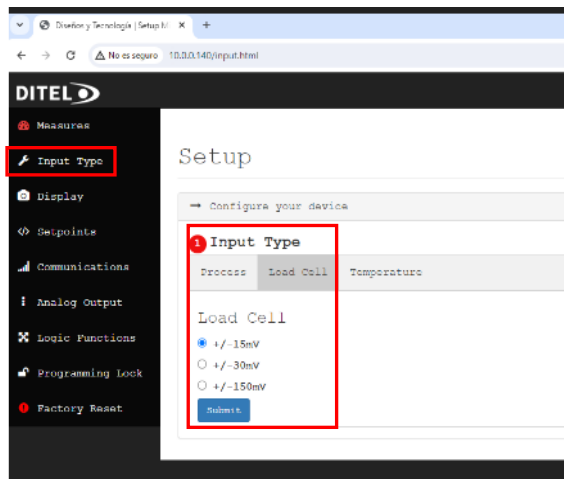 Diseños y Tecnología | Setup M
No es seguro 10.0.0.140/input.html
DITEL
Measures
Input Type
Display
Setpoints
Communications
Analog Output
Logic Functions
Programming Lock
Factory Reset
Setup
Configure your device
1 Input Type
Process Load Cell Temperature
Load Cell
+/-15mV
+/-30mV
+/-150mV
Submit